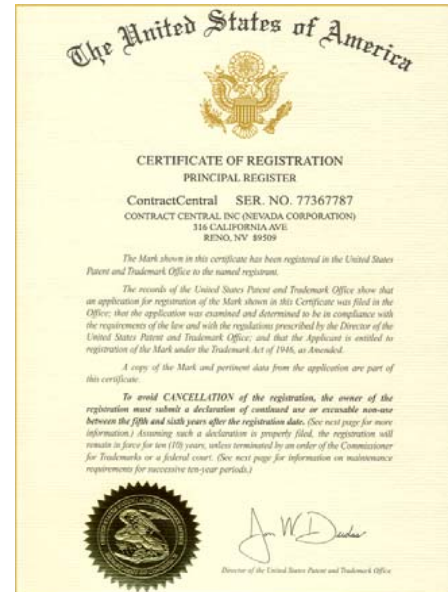 The United States of America
CERTIFICATE OF REGISTRATION
PRINCIPAL REGISTER
ContractCentral SER. NO. 77367787
CONTRACT CENTRAL INC (NEVADA CORPORATION)
316 CALIFORNIA AVE
RENO, NV 89509
The Mark shown in this certificate has been registered in the United States
Patent and Trademark Office to the named registrant.
The records of the United States Patent and Trademark Office show that
an application for registration of the Mark shown in this Certificate was filed in the
Office; that the application was examined and determined to be in compliance with
the requirements of the law and with the regulations prescribed by the Director of the
United States Patent and Trademark Office; and that the Applicant is entitled to
registration of the Mark under the Trademark Act of 1946, as Amended.
A copy of the Mark and pertinent data from the application are part of
this certificate.
To avoid CANCELLATION of the registration, the owner of the
registration must submit a declaration of continued use or excusable non-use
between the fifth and sixth years after the registration date. (See next page for more
information.) Assuming such a declaration is properly filed, the registration will
remain in force for ten (10) years, unless terminated by an order of the Commissioner
for Trademarks or a federal court. (See next page for information on maintenance
requirements for successive ten-year periods.)
Jon W Dudas
Director of the United States Patent and Trademark Office